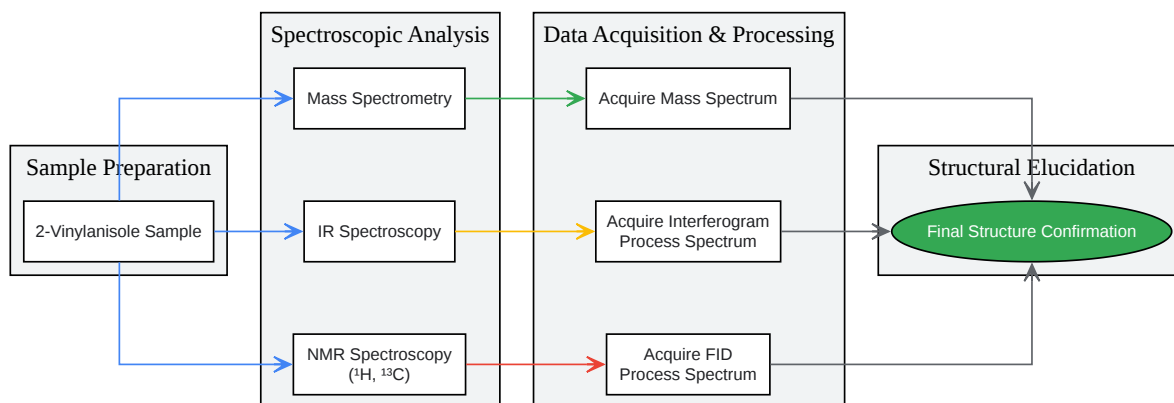 Spectroscopic Analysis
Data Acquisition & Processing
Mass Spectrometry
Acquire Mass Spectrum
Sample Preparation
Structural Elucidation
2-Vinylanisole Sample
IR Spectroscopy
Acquire Interferogram
Process Spectrum
Final Structure Confirmation
NMR Spectroscopy
(¹H, ¹³C)
Acquire FID
Process Spectrum